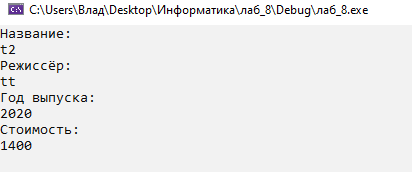 C:\Users\Влад\Desktop\Информатика\лаб_8\Debug\лаб_8.exe
Название:
t2
Режиссёр:
tt
Год выпуска:
2020
Стоимость:
1400